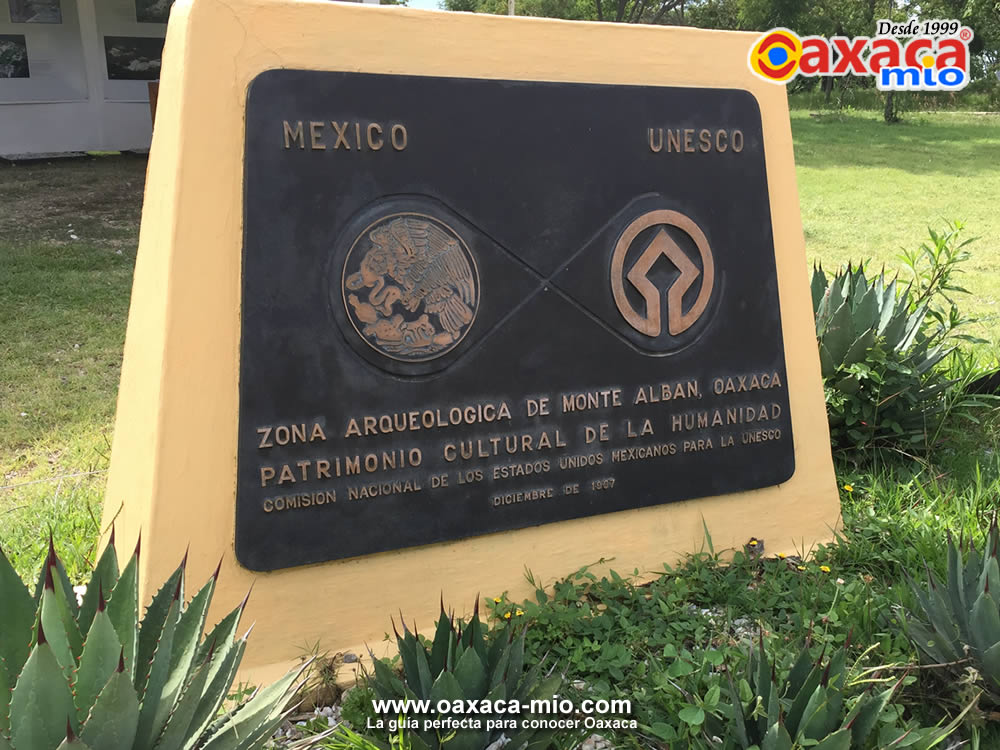 Desde 1999
Oaxaca®
mio
MEXICO
UNESCO
ZONA ARQUEOLOGICA DE MONTE ALBAN, OAXACA
PATRIMONIO CULTURAL DE LA HUMANIDAD
COMISION NACIONAL DE LOS ESTADOS UNIDOS MEXICANOS PARA LA UNESCO
DICIEMBRE DE 1987
www.oaxaca-mio.com
La guía perfecta para conocer Oaxaca